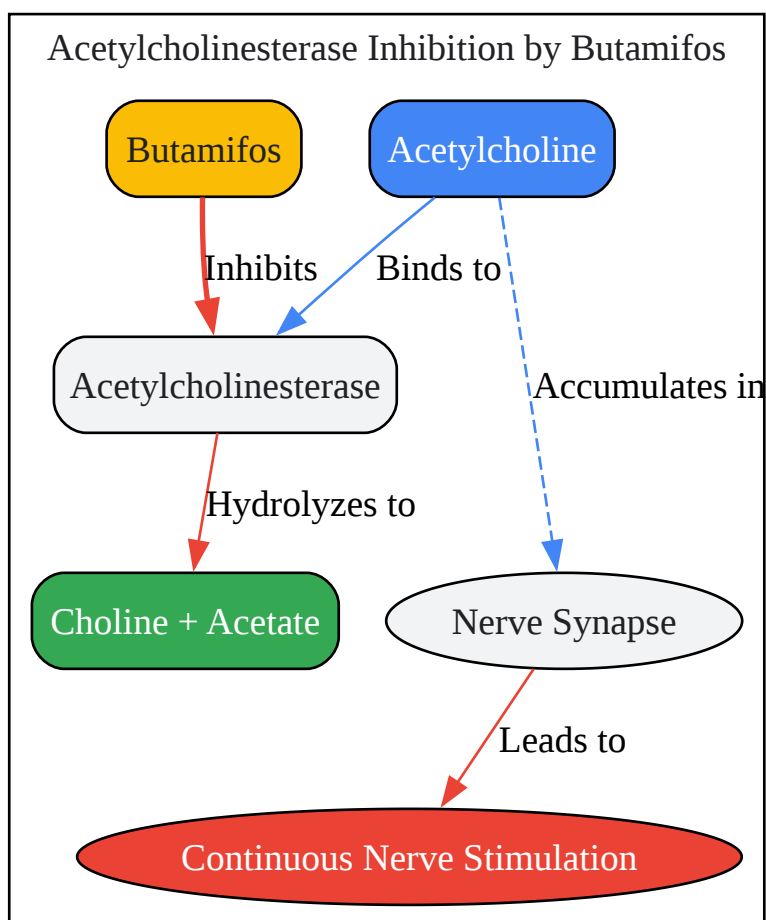 Acetylcholinesterase Inhibition by Butamifos
Butamifos
Acetylcholine
Inhibits
Binds to
Acetylcholinesterase
Accumulates in
Hydrolyzes to
Choline + Acetate
Nerve Synapse
Leads to
Continuous Nerve Stimulation